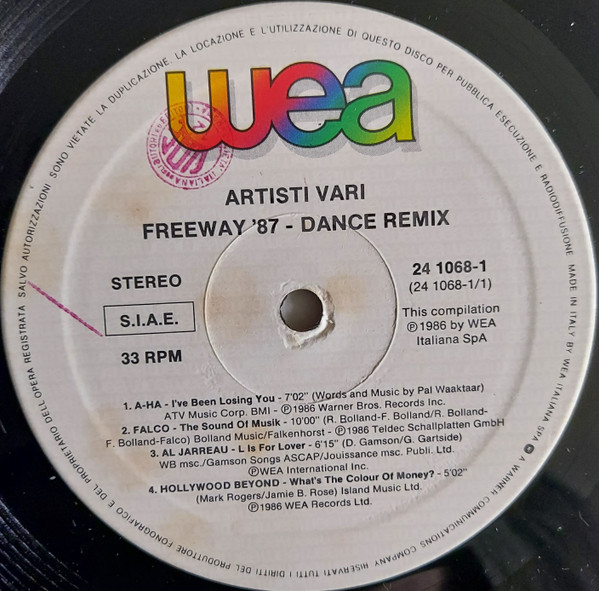 SONO VIETATE LA DUPLICAZIONE, LA LOCAZIONE E L'UTILIZZAZIONE DI QUESTO DISCO PER PUBBLICA ESECUZIONE E RADIODIFFUSIONE
MADE IN ITALY BY WEA ITALIANA SPA
A WARNER COMMUNICATIONS COMPANY
RISERVATI TUTTI I DIRITTI DEL PRODUTTORE FONOGRAFICO E DEL PROPRIETARIO DELL'OPERA REGISTRATA SALVO AUTORIZZAZIONI
wea
ARTISTI VARI
FREEWAY '87 - DANCE REMIX
STEREO
24 1068-1
(24 1068-1/1)
S.I.A.E.
This compilation
℗1986 by WEA
Italiana SpA
33 RPM
1. A-HA - I've Been Losing You - 7'02" (Words and Music by Pal Waaktaar)
ATV Music Corp. BMI - ℗1986 Warner Bros. Records Inc.
2. FALCO - The Sound Of Musik - 10'00" (R. Bolland-F. Bolland/R. Bolland-
F. Bolland-Falco) Bolland Music/Falkenhorst - ℗1986 Teldec Schallplatten GmbH
3. AL JARREAU - L Is For Lover - 6'15" (D. Gamson/G. Gartside)
WB msc./Gamson Songs ASCAP/Jouissance msc. Publ. Ltd.
℗WEA International Inc.
4. HOLLYWOOD BEYOND - What's The Colour Of Money? - 5'02"
(Mark Rogers/Jamie B. Rose) Island Music Ltd.
℗1986 WEA Records Ltd.